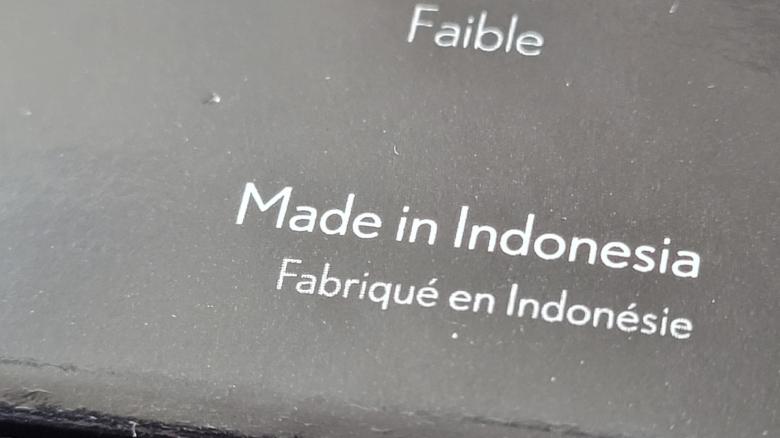 Faible
Made in Indonesia
Fabriqué en Indonésie